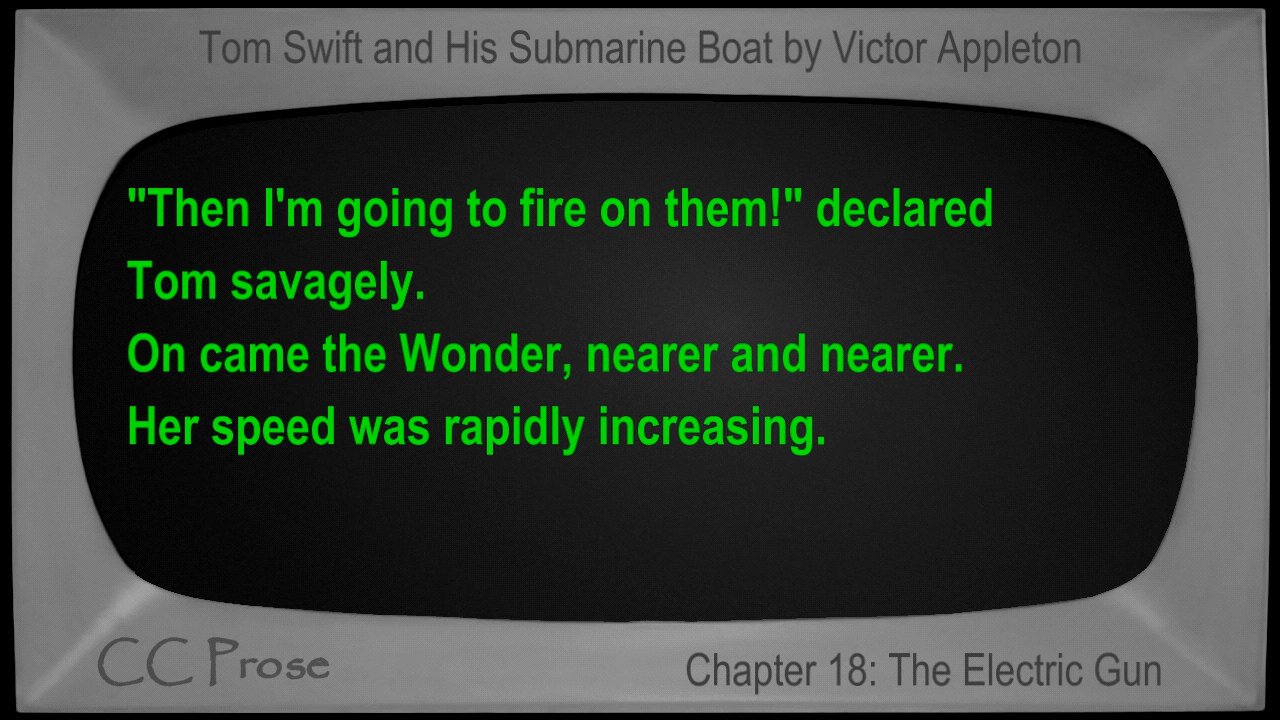 Tom Swift and His Submarine Boat by Victor Appleton
"Then I'm going to fire on them!" declared
Tom savagely.
On came the Wonder, nearer and nearer.
Her speed was rapidly increasing.
CC Prose
Chapter 18: The Electric Gun